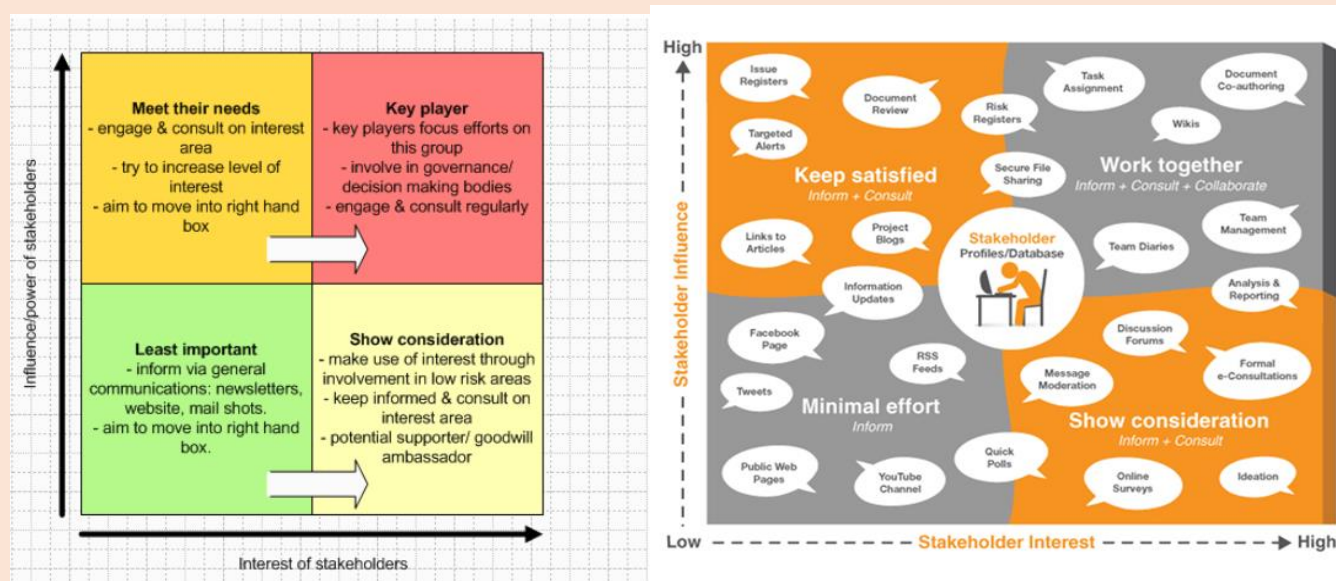 Influence/power of stakeholders
Meet their needs
- engage & consult on interest
area
- try to increase level of
interest
- aim to move into right hand
box
Key player
- key players focus efforts on
this group
- involve in governance/
decision making bodies
- engage & consult regularly
Least important
- inform via general
communications: newsletters,
website, mail shots.
- aim to move into right hand
box.
Show consideration
- make use of interest through
involvement in low risk areas
- keep informed & consult on
interest area
- potential supporter/ goodwill
ambassador
Interest of stakeholders
High
Stakeholder Influence
Issue
Registers
Document
Review
Targeted
Alerts
Keep satisfied
Inform + Consult
Links to
Articles
Project
Blogs
Information
Updates
Risk
Registers
Task
Assignment
Document
Co-authoring
Wikis
Secure File
Sharing
Work together
Inform + Consult + Collaborate
Team
Management
Team Diaries
Analysis &
Reporting
Stakeholder
Profiles/Database
Facebook
Page
RSS
Feeds
Tweets
Minimal effort
Inform
Public Web
Pages
YouTube
Channel
Quick
Polls
Discussion
Forums
Message
Moderation
Formal
e-Consultations
Show consideration
Inform + Consult
Online
Surveys
Ideation
Low
Stakeholder Interest
High